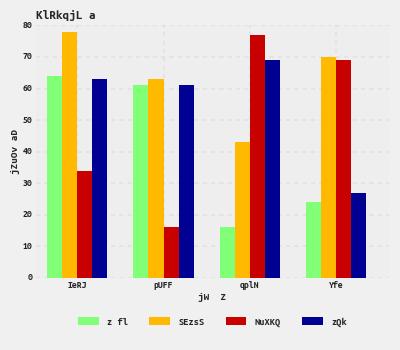 KlRkqjL a
80
70
60
50
40
30
20
10
0
jZuOv aD
IeRJ pUFF qplN Yfe
jW Z
z fl SEzsS NuXKQ zQk